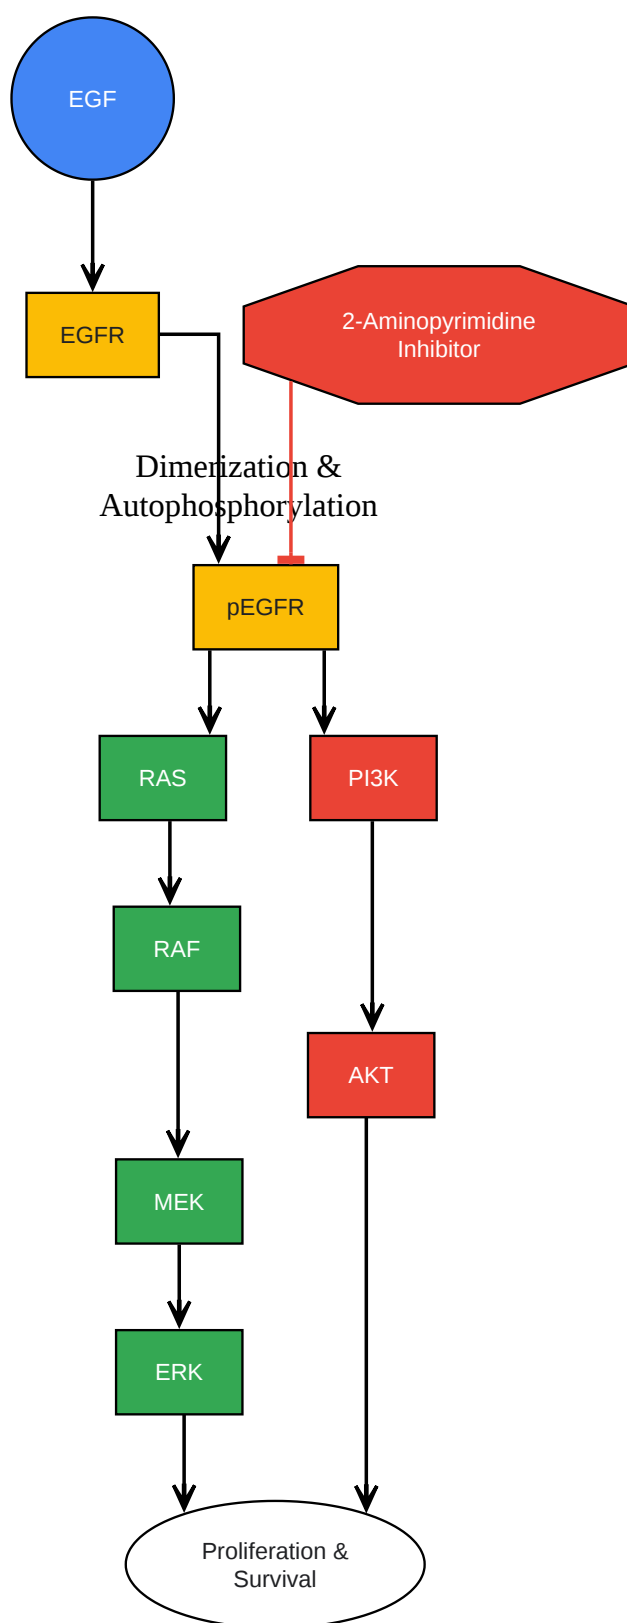 EGF
EGFR
2-Aminopyrimidine
Inhibitor
Dimerization &
Autophosphorylation
pEGFR
RAS
PI3K
RAF
AKT
MEK
ERK
Proliferation &
Survival